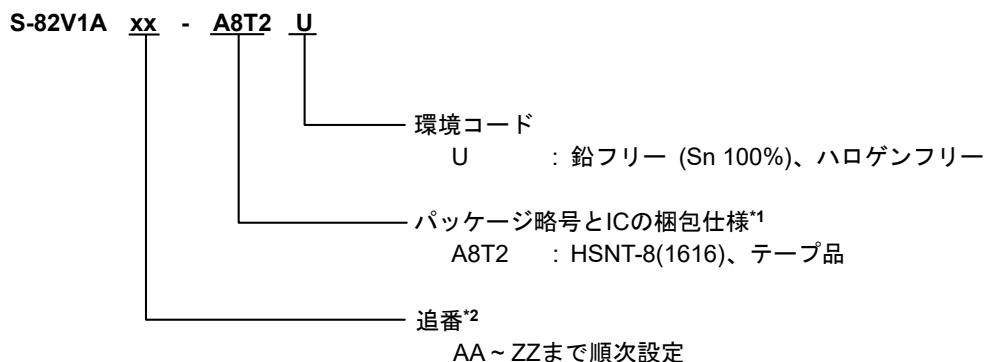 S-82V1A xx - A8T2 U
環境コード
U : 鉛フリー (Sn 100%)、ハロゲンフリー
パッケージ略号とICの梱包仕様*1
A8T2 : HSNT-8(1616)、テープ品
追番*2
AA ~ ZZまで順次設定